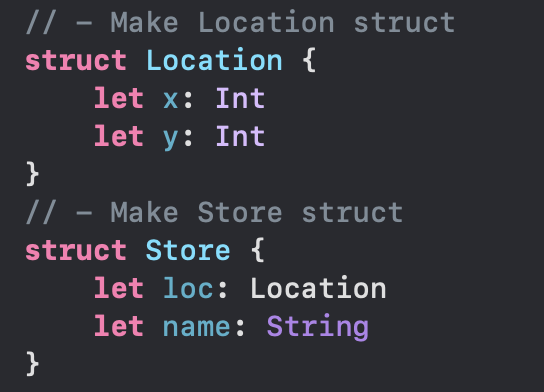 // - Make Location struct
struct Location {
    let x: Int
    let y: Int
}
// - Make Store struct
struct Store {
    let loc: Location
    let name: String
}